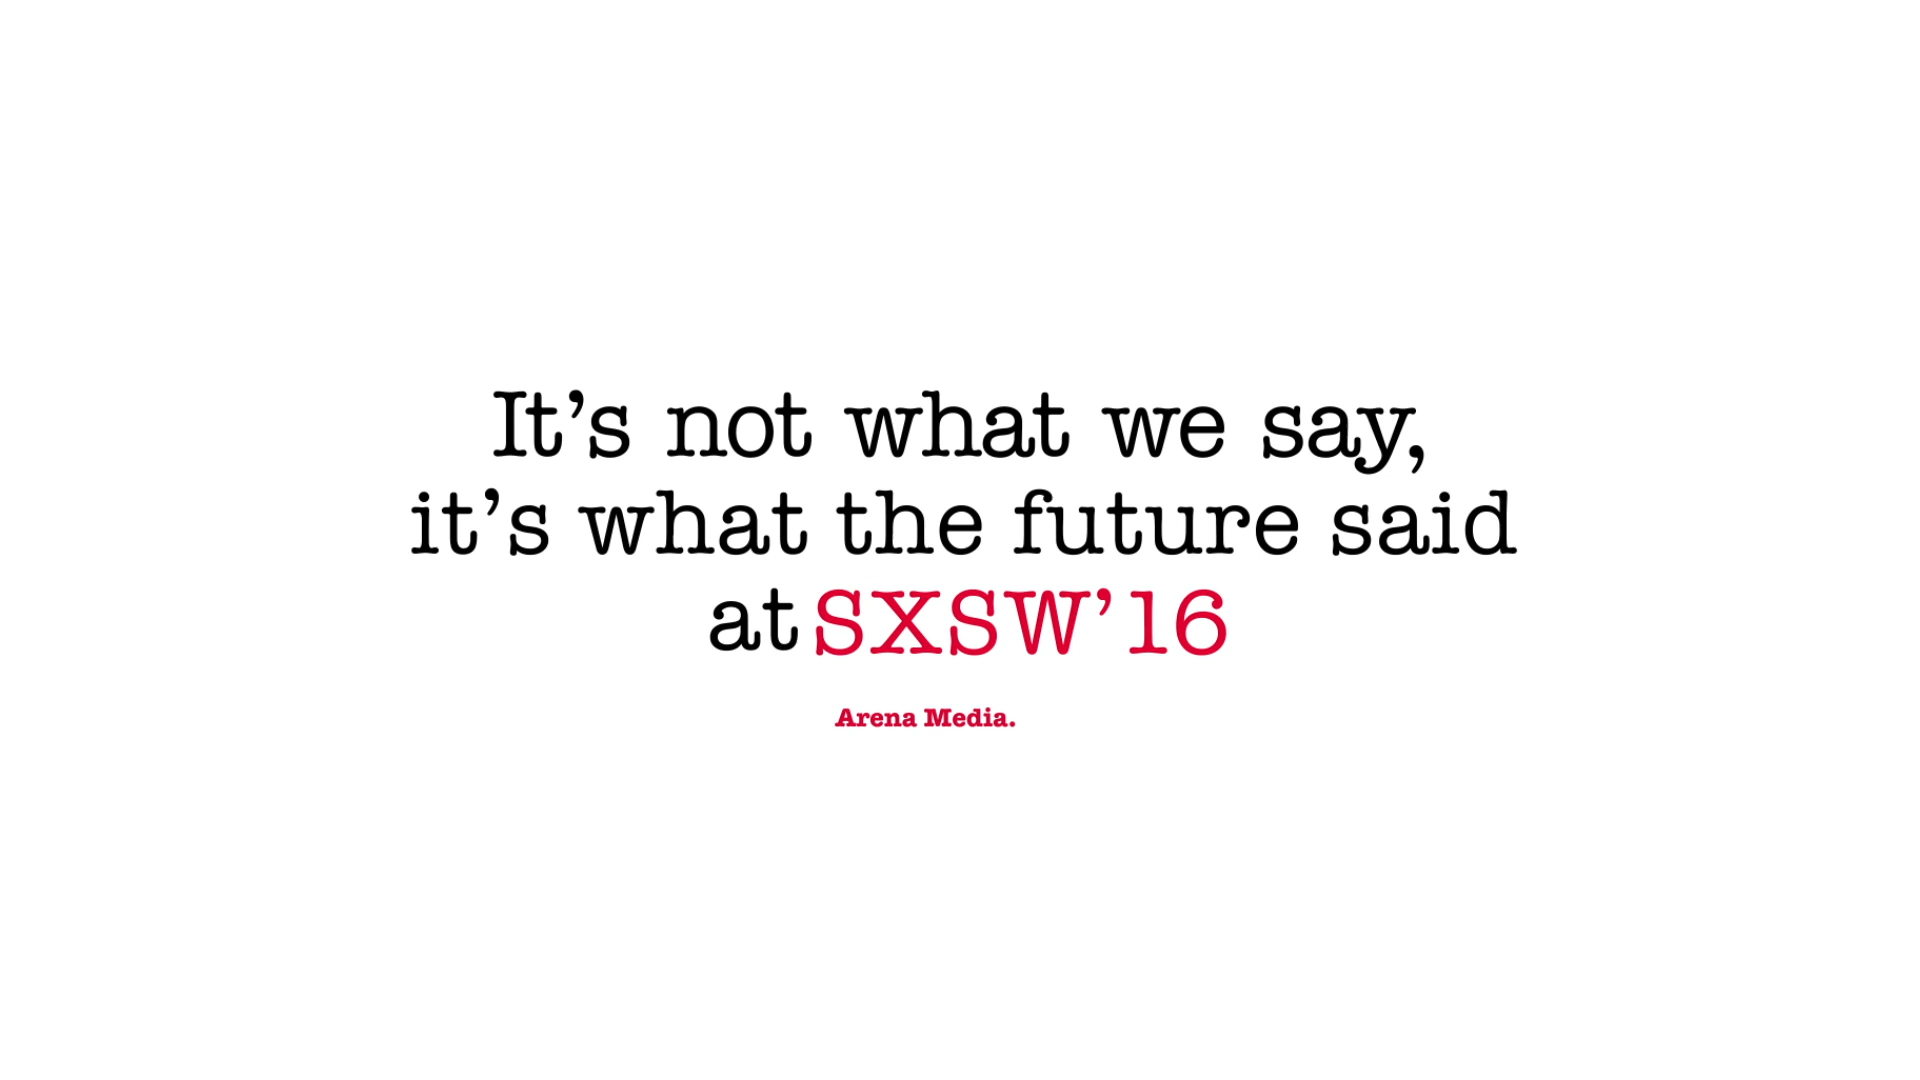 It’s not what we say,
it’s what the future said
at SXSW’16
Arena Media.